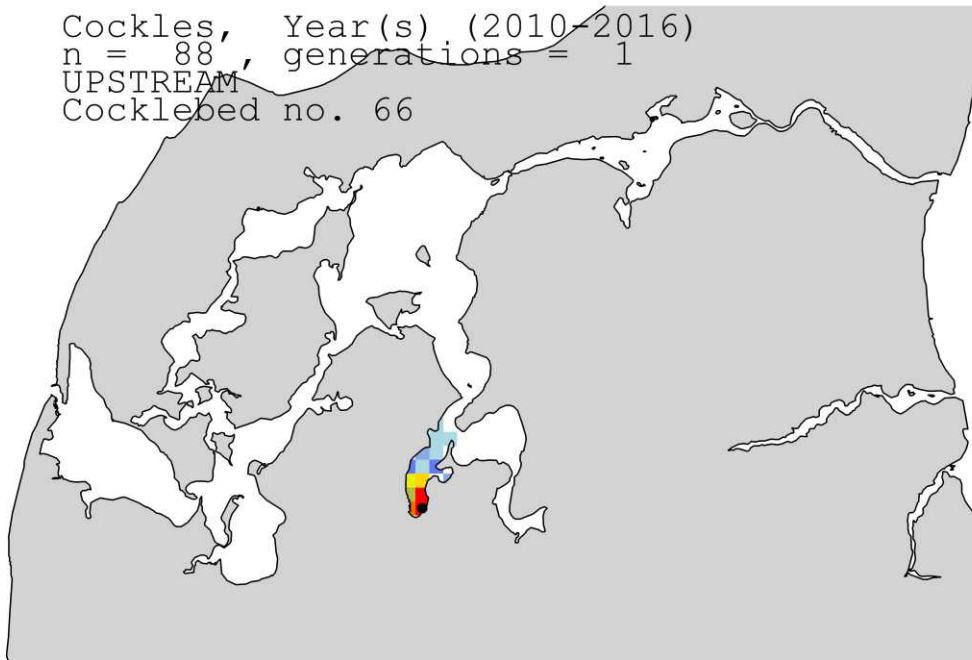 Cockles, Year(s) (2010-2016)
n = 88 , generations = 1
UPSTREAM
Cocklebed no. 66